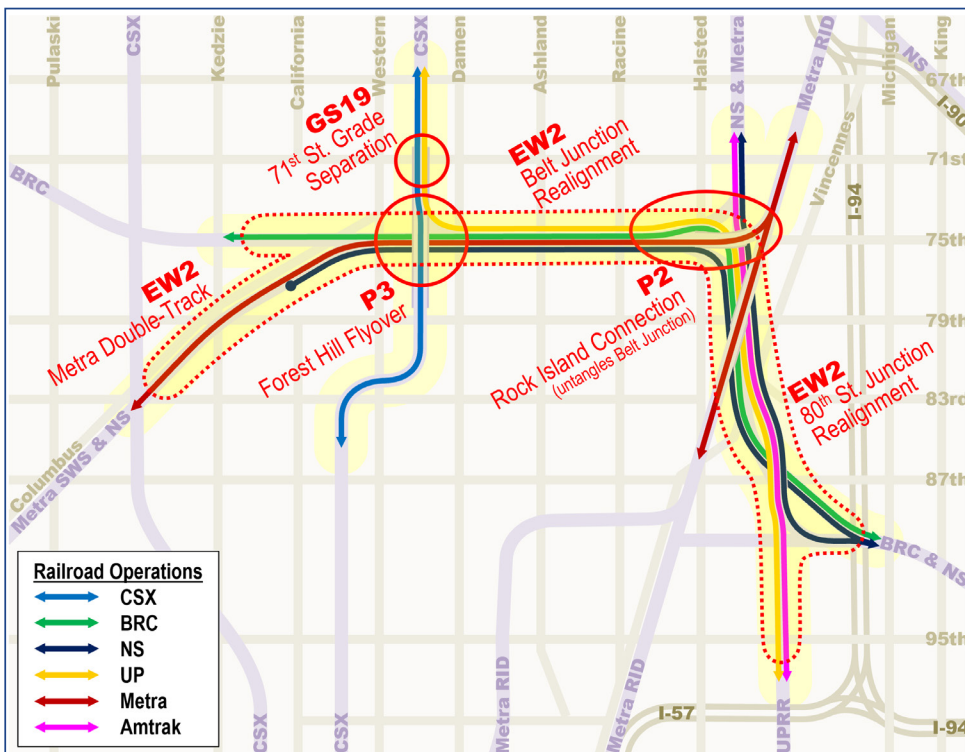 Pulaski
CSX
Kedzie
California
Western
CSX
Damen
Ashland
Racine
Halsted
NS & Metra
Metra RID
Vincennes
Michigan
NS
King
67th
I-90
GS19
71st St. Grade
Separation
EW2
Belt Junction
Realignment
71st
I-94
BRC
75th
EW2
Metra Double-Track
P3
Forest Hill Flyover
P2
Rock Island Connection
(untangles Belt Junction)
79th
EW2
80th St. Junction
Realignment
83rd
Columbus
Metra SWS & NS
87th
BRC & NS
95th
Railroad Operations
CSX
BRC
NS
UP
Metra
Amtrak
CSX
CSX
Metra RID
Metra RID
I-57
UPRR
I-94